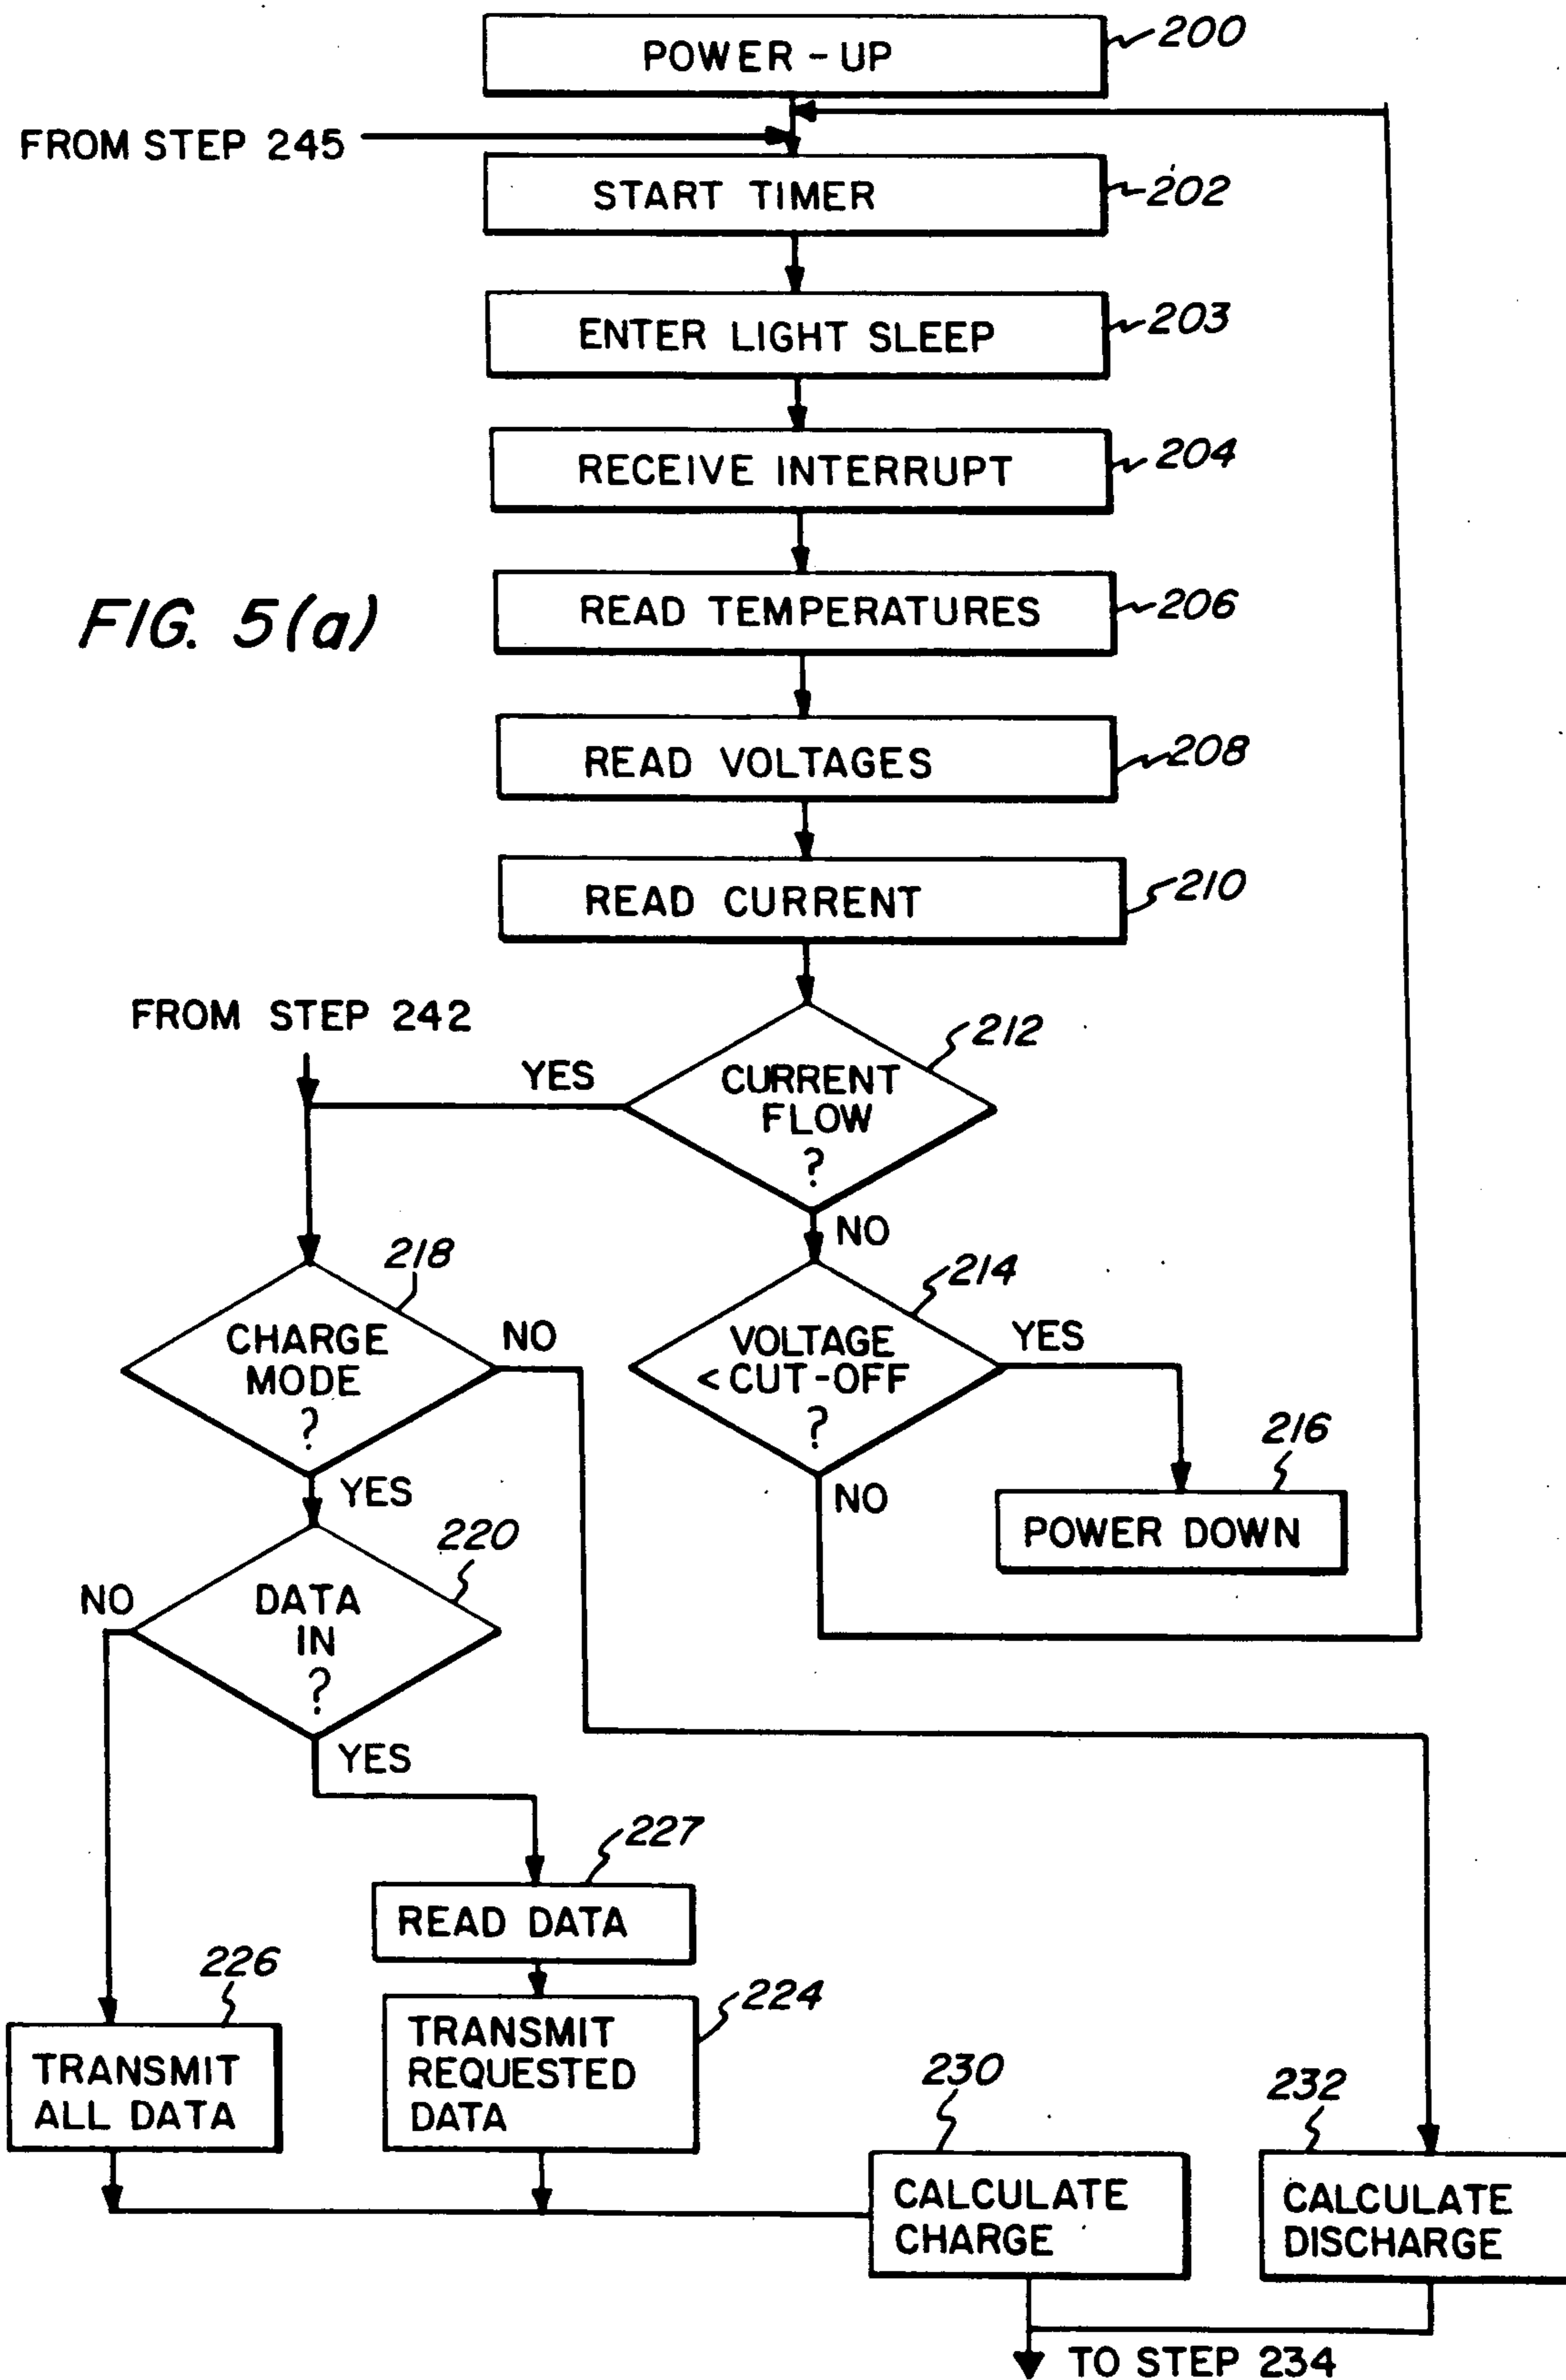 POWER-UP
200
FROM STEP 245
START TIMER
202
ENTER LIGHT SLEEP
203
RECEIVE INTERRUPT
204
FIG. 5(a)
READ TEMPERATURES
206
READ VOLTAGES
208
READ CURRENT
210
FROM STEP 242
212
YES
CURRENT
FLOW
?
NO
218
214
CHARGE
MODE
?
NO
VOLTAGE
< CUT-OFF
?
YES
216
YES
NO
POWER DOWN
220
NO
DATA
IN
?
YES
227
READ DATA
226
224
TRANSMIT
ALL DATA
TRANSMIT
REQUESTED
DATA
230
232
CALCULATE
CHARGE
CALCULATE
DISCHARGE
TO STEP 234